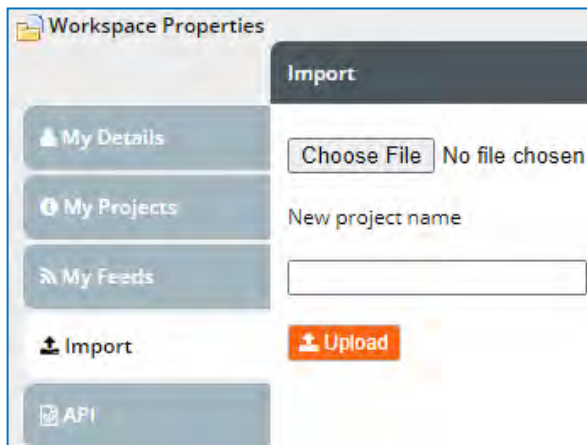 Workspace Properties
Import
My Details
Choose File No file chosen
My Projects
New project name
My Feeds
Import
Upload
API